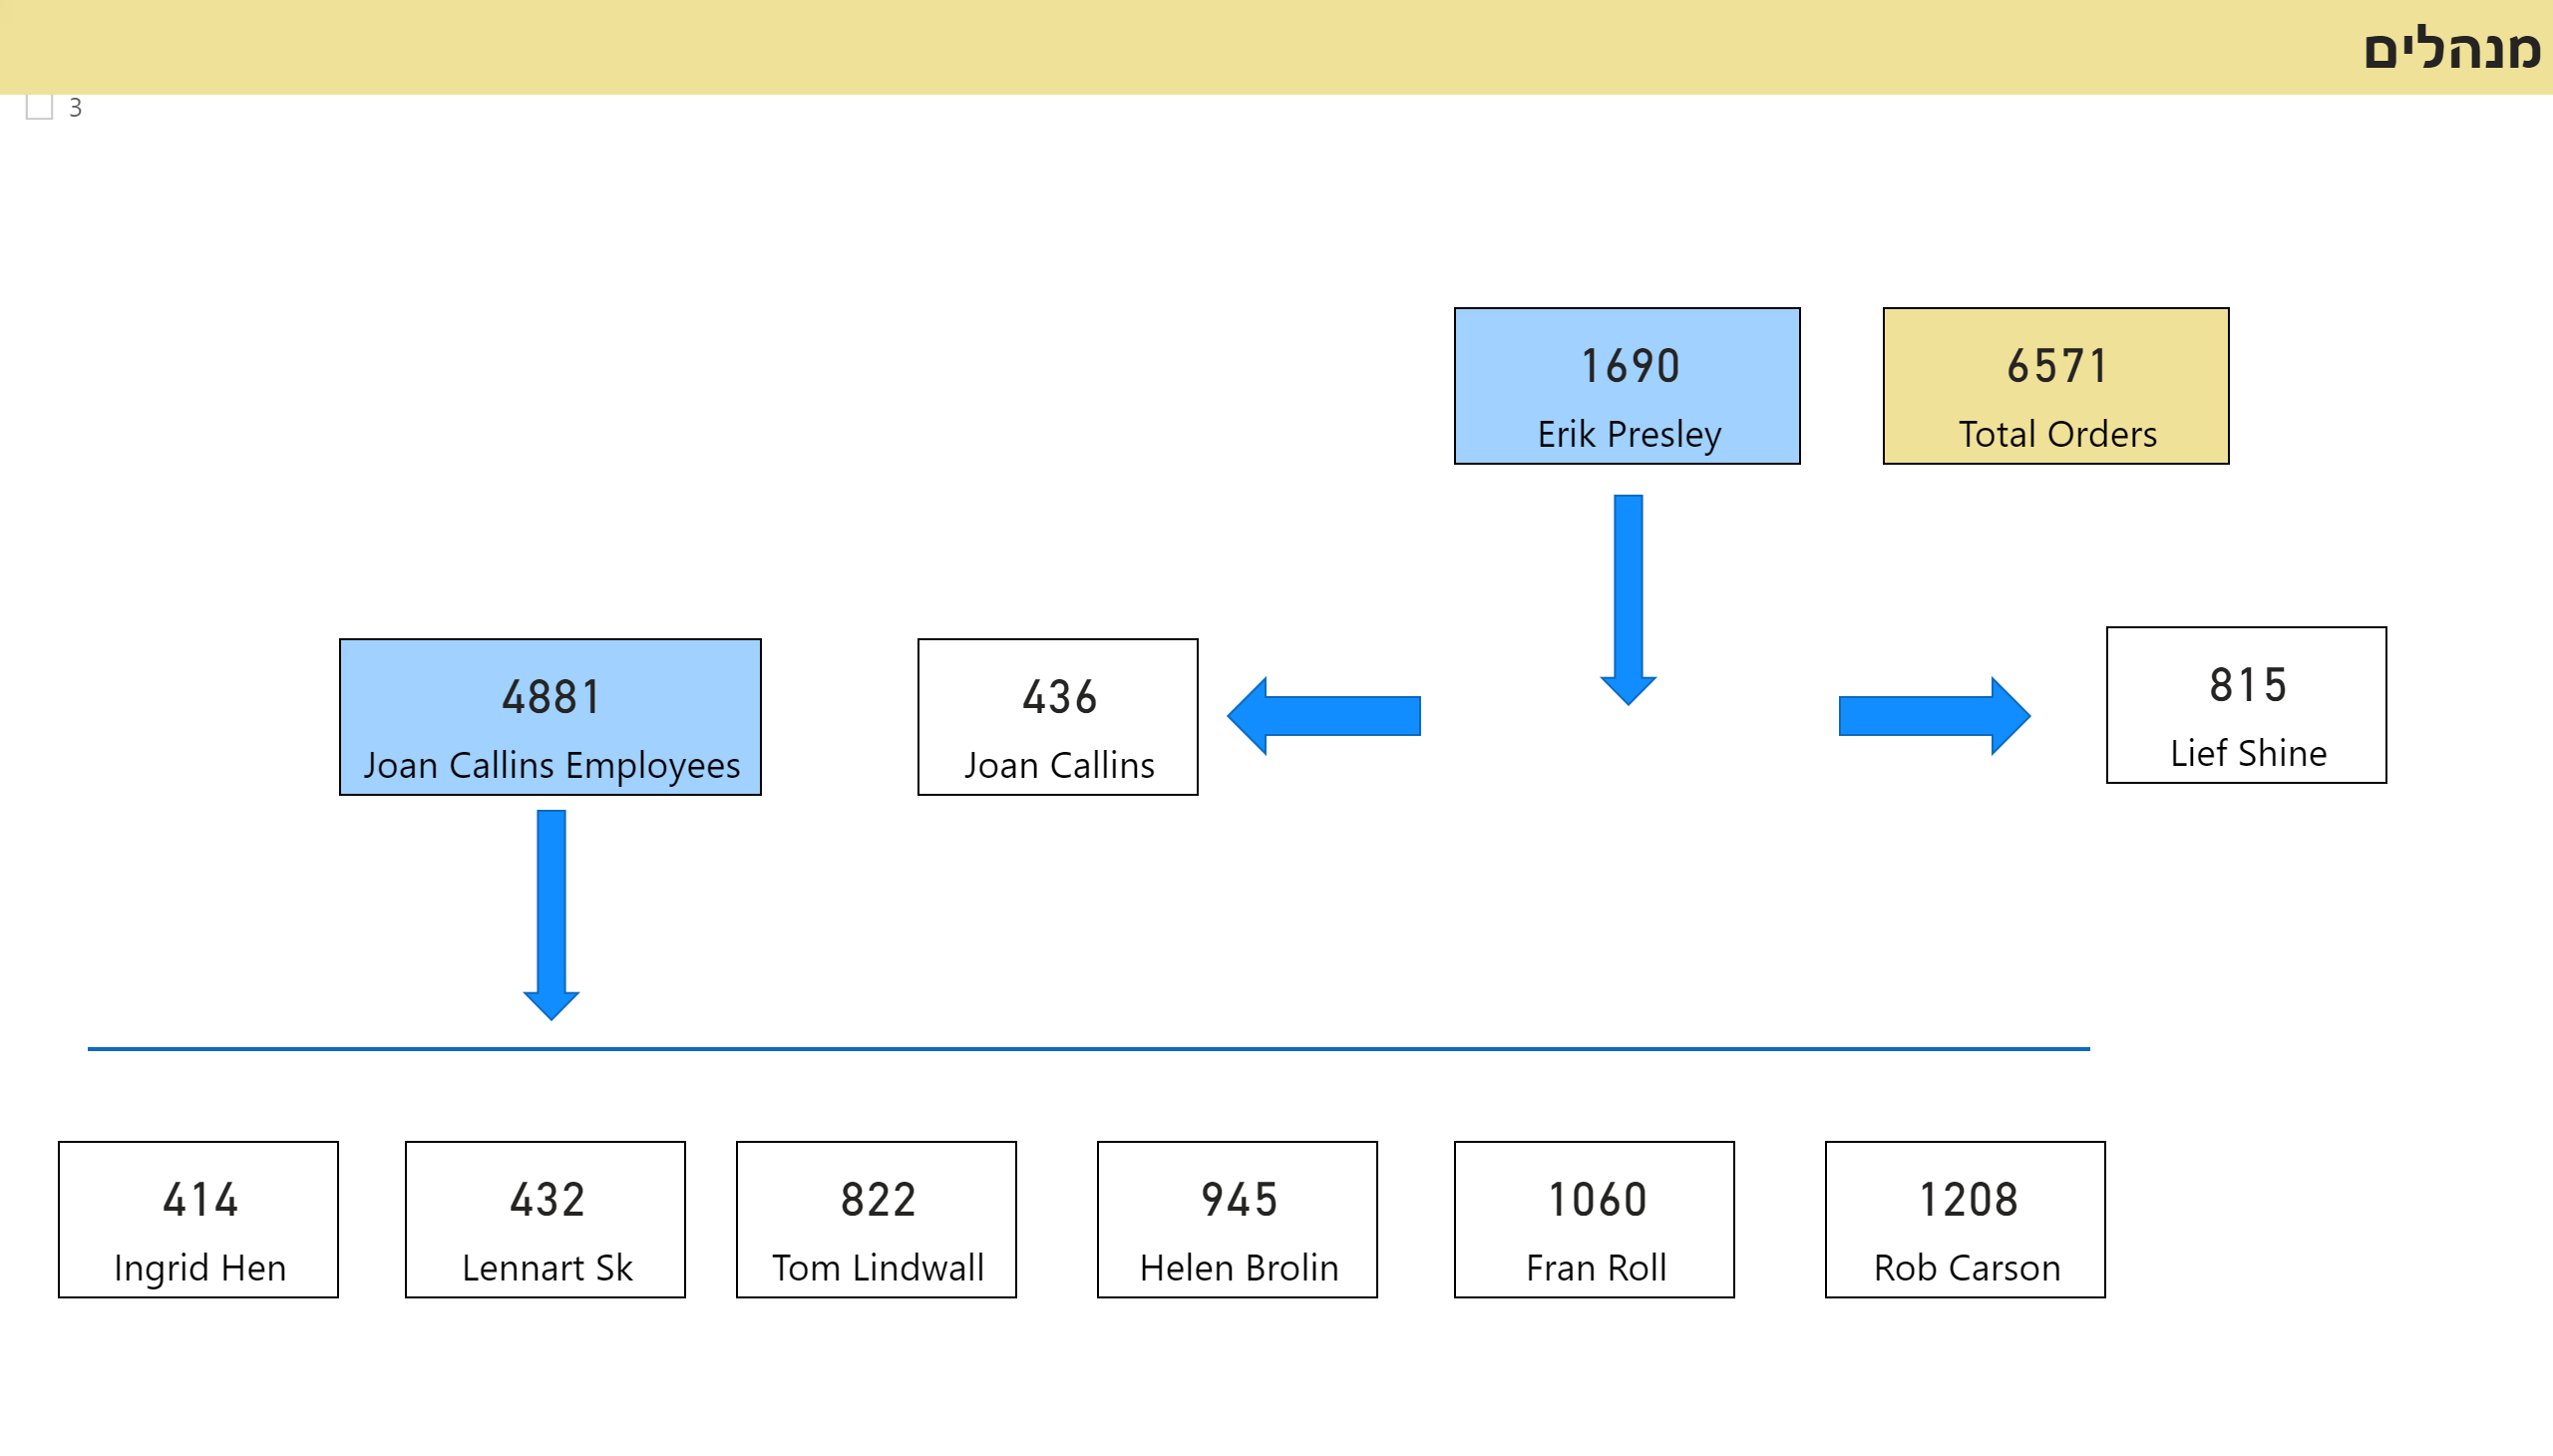 מנהלים
3
1690
Erik Presley
6571
Total Orders
4881
Joan Callins Employees
436
Joan Callins
815
Lief Shine
414
Ingrid Hen
432
Lennart Sk
822
Tom Lindwall
945
Helen Brolin
1060
Fran Roll
1208
Rob Carson